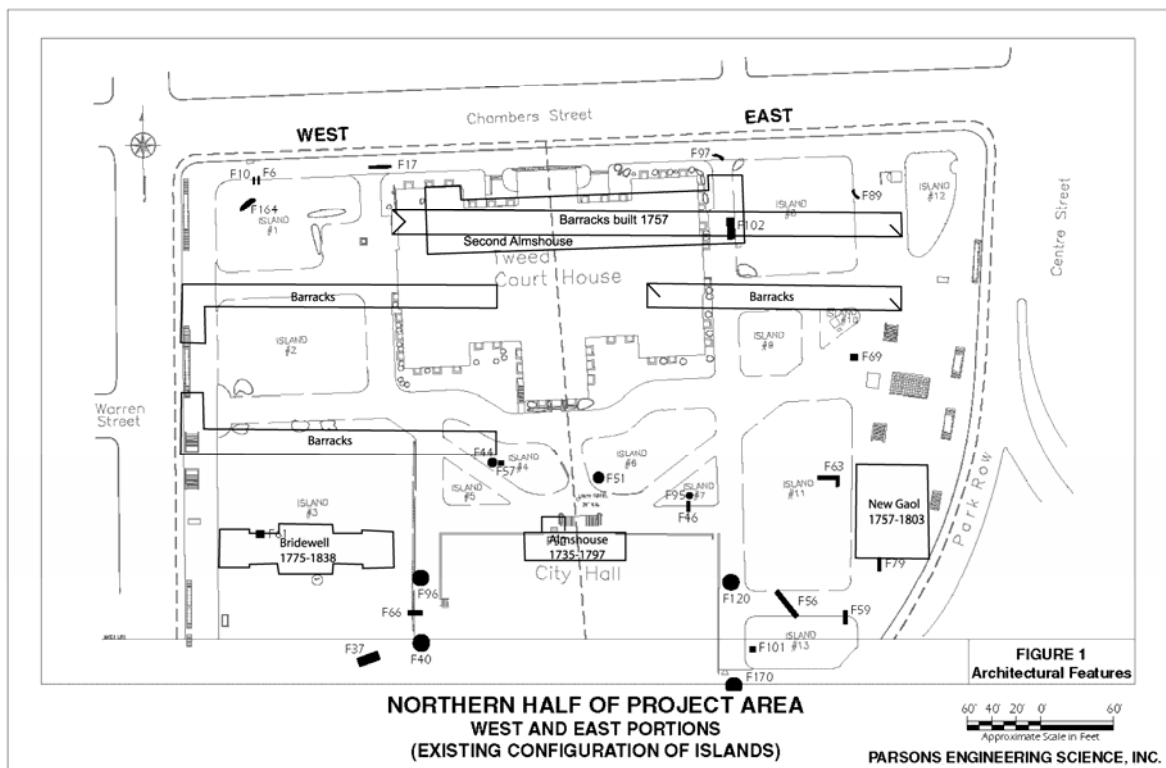 Chambers Street
WEST
EAST
F97
F17
F10
F6
F164
ISLAND
#1
F89
ISLAND
#12
Barracks built 1757
F102
Second Almshouse
Tweed
Court House
Centre Street
Barracks
Barracks
ISLAND
#2
ISLAND
#9
F69
Warren
Street
Barracks
F44
F57
ISLAND
#4
ISLAND
#6
F51
ISLAND
#5
ISLAND
#7
F95
F46
F63
ISLAND
#11
New Gaol
1757-1803
Park Row
ISLAND
#3
F61
Bridewell
1775-1838
Almshouse
1735-1797
City Hall
F79
F96
F120
F66
F56
F59
F37
F40
F101
ISLAND
#13
F170
FIGURE 1
Architectural Features
NORTHERN HALF OF PROJECT AREA
WEST AND EAST PORTIONS
(EXISTING CONFIGURATION OF ISLANDS)
60' 40' 20' 0' 60'
Approximate Scale in Feet
PARSONS ENGINEERING SCIENCE, INC.